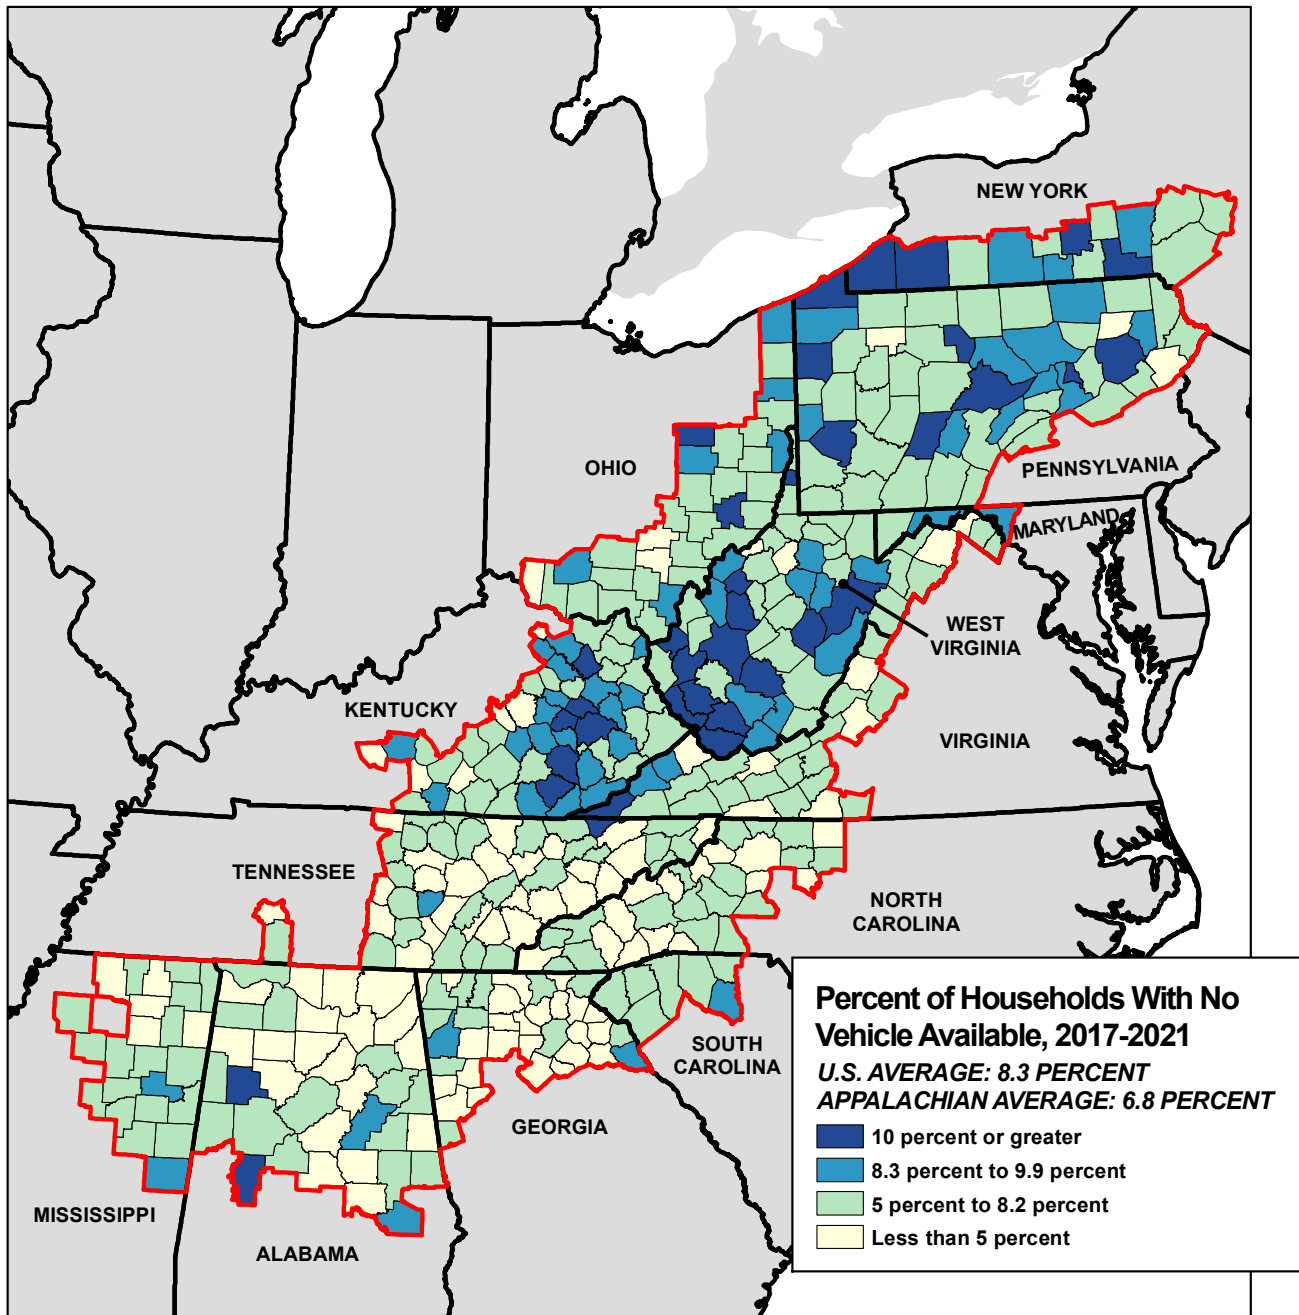 NEW YORK
OHIO
PENNSYLVANIA
MARYLAND
WEST
VIRGINIA
KENTUCKY
VIRGINIA
TENNESSEE
NORTH
CAROLINA
SOUTH
CAROLINA
GEORGIA
MISSISSIPPI
ALABAMA
Percent of Households With No
Vehicle Available, 2017-2021
U.S. AVERAGE: 8.3 PERCENT
APPALACHIAN AVERAGE: 6.8 PERCENT
10 percent or greater
8.3 percent to 9.9 percent
5 percent to 8.2 percent
Less than 5 percent